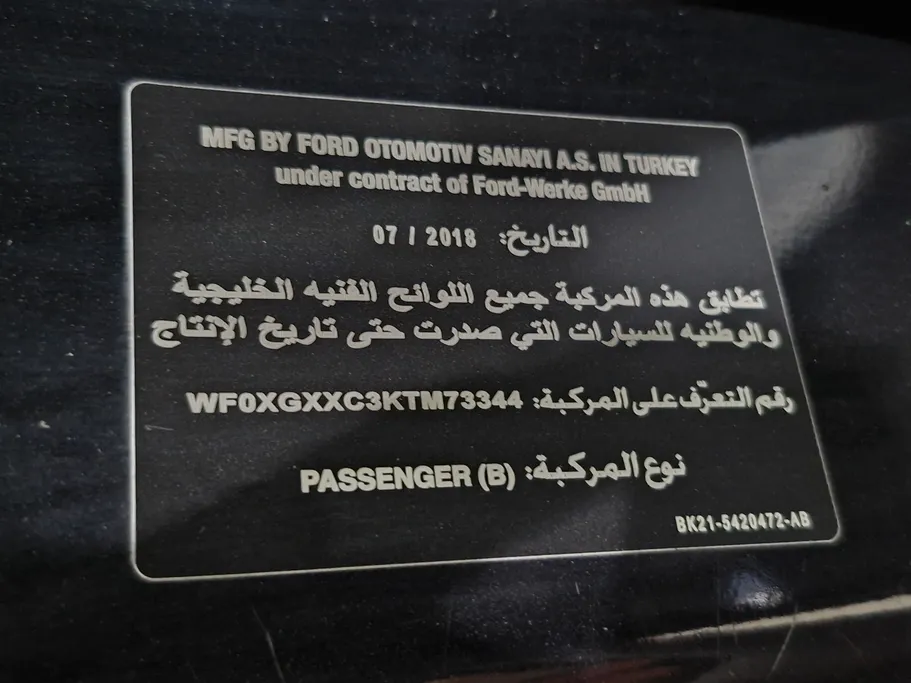 MFG BY FORD OTOMOTIV SANAYI A.S. IN TURKEY
under contract of Ford-Werke GmbH
التاريخ: 07 / 2018
تطابق هذه المركبة جميع اللوائح الفنيه الخليجية
والوطنيه للسيارات التي صدرت حتى تاريخ الإنتاج
رقم التعرّف على المركبة: WF0XGXXC3KTM73344
نوع المركبة: PASSENGER (B)
BK21-5420472-AB